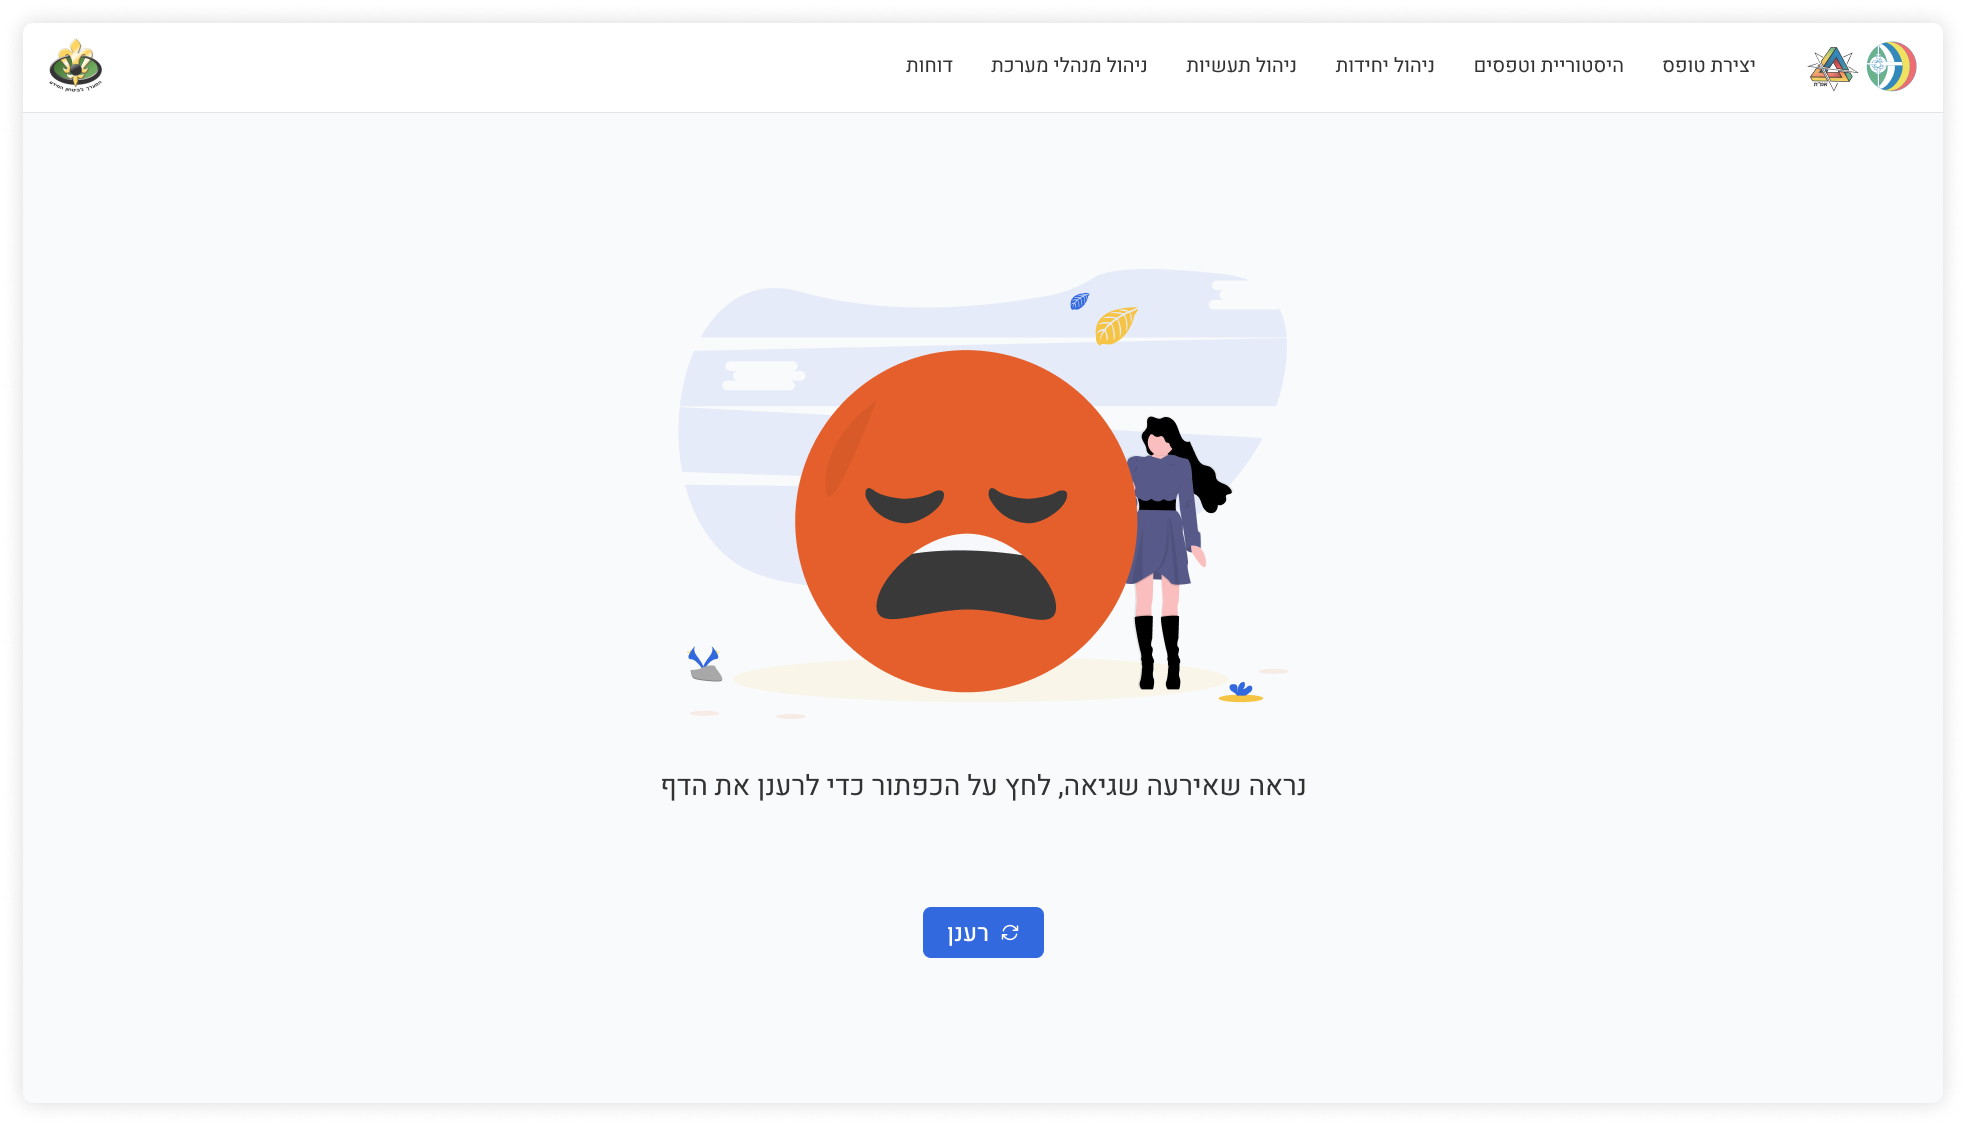 יצירת טופס
היסטוריית וטפסים
ניהול יחידות
ניהול תעשיות
ניהול מנהלי מערכת
דוחות
נראה שאירעה שגיאה, לחץ על הכפתור כדי לרענן את הדף
רענן